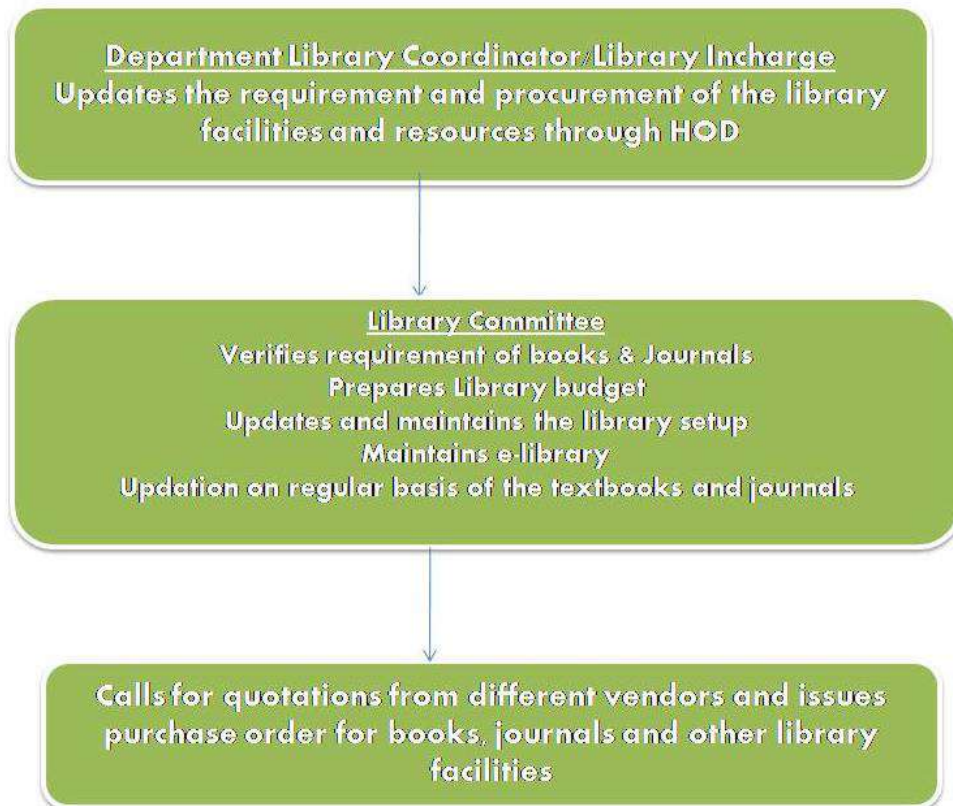 Department Library Coordinator/Library Incharge
Updates the requirement and procurement of the library
facilities and resources through HOD
Library Committee
Verifies requirement of books & Journals
Prepares Library budget
Updates and maintains the library setup
Maintains e-library
Updation on regular basis of the textbooks and journals
Calls for quotations from different vendors and issues
purchase order for books, journals and other library
facilities